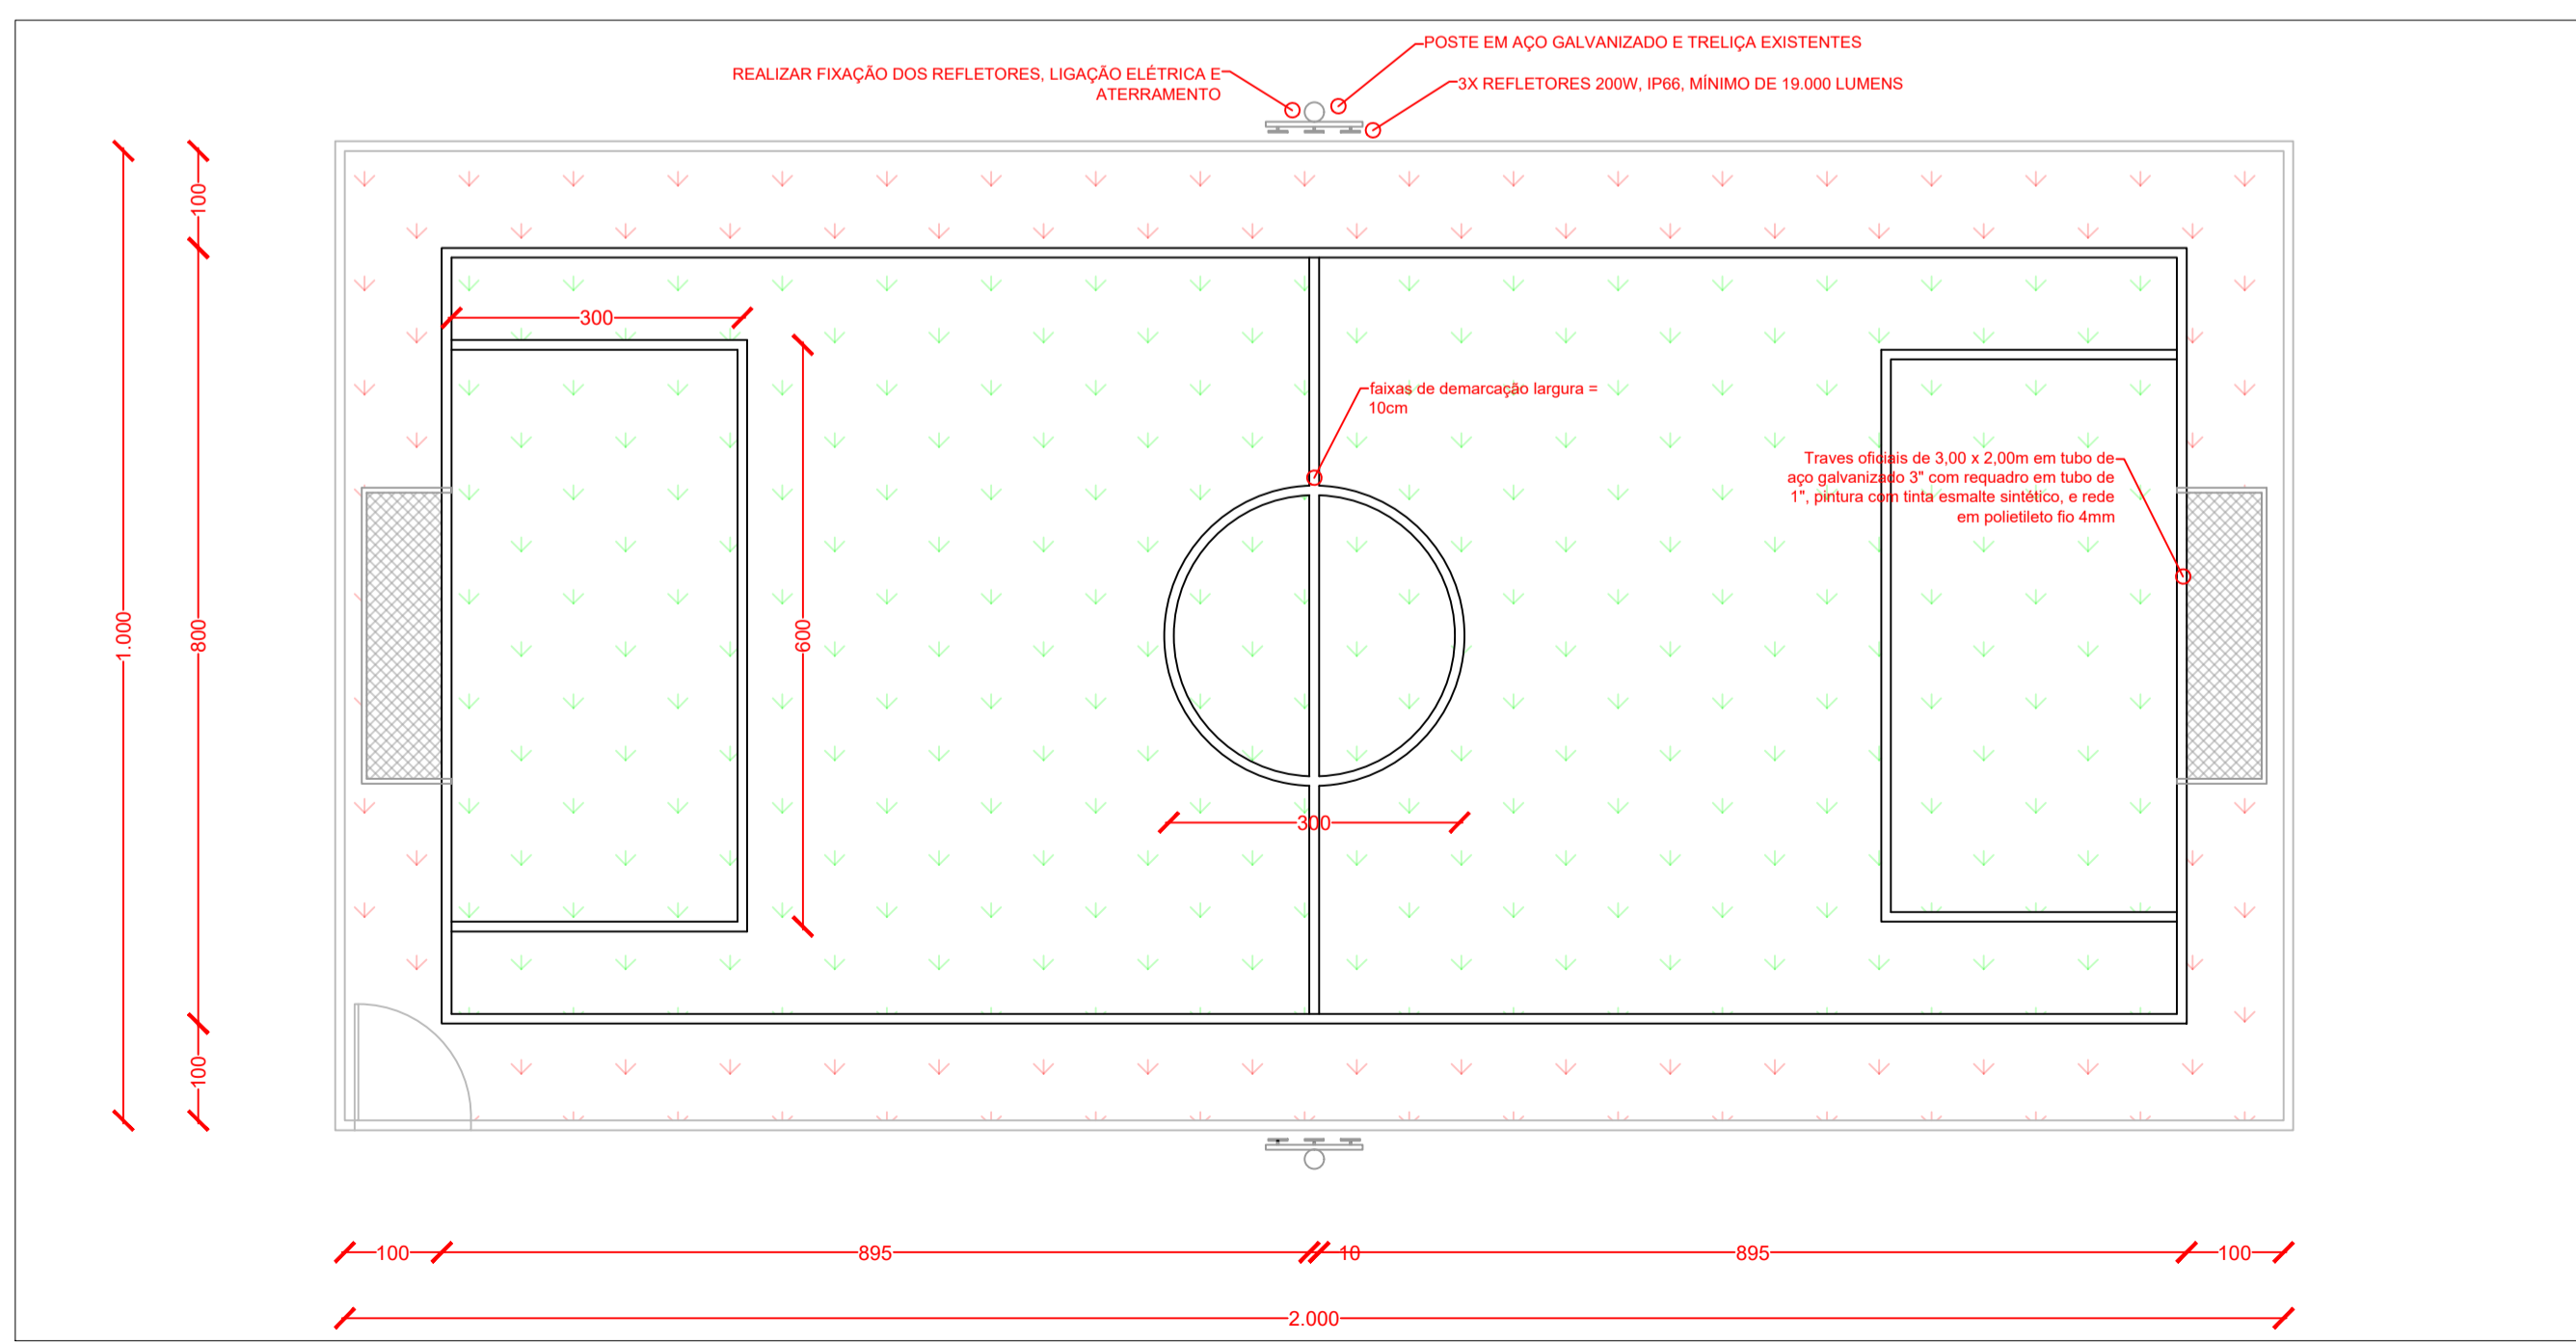 POSTE EM AÇO GALVANIZADO E TRELIÇA EXISTENTES
REALIZAR FIXAÇÃO DOS REFLETORES, LIGAÇÃO ELÉTRICA E
ATERRAMENTO
3X REFLETORES 200W, IP66, MÍNIMO DE 19.000 LUMENS
100
300
faixas de demarcação largura =
10cm
Traves oficiais de 3,00 x 2,00m em tubo de
aço galvanizado 3" com requadro em tubo de
1", pintura com tinta esmalte sintético, e rede
em polietileto fio 4mm
1.000
800
600
300
100
100
895
10
895
100
2.000